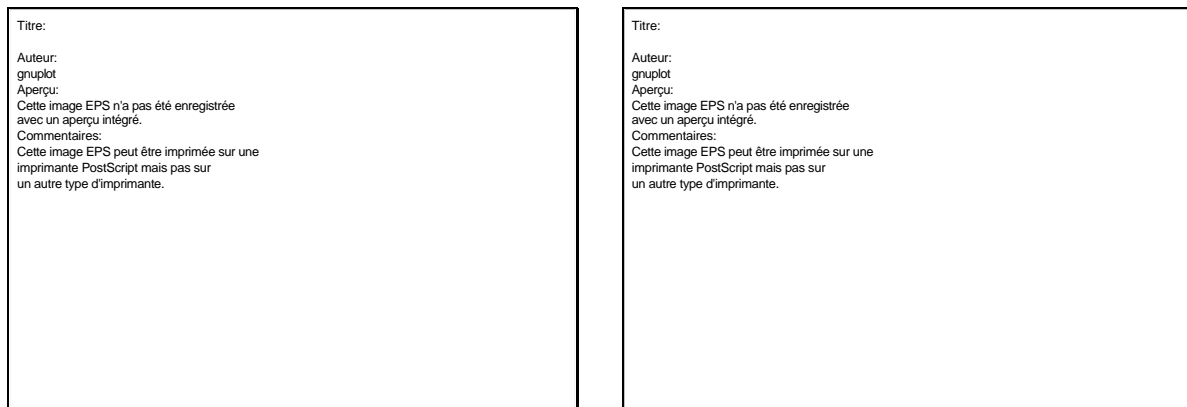 Titre:
Auteur:
gnuplot
Aperçu:
Cette image EPS n'a pas été enregistrée
avec un aperçu intégré.
Commentaires:
Cette image EPS peut être imprimée sur une
imprimante PostScript mais pas sur
un autre type d'imprimante.
Titre:
Auteur:
gnuplot
Aperçu:
Cette image EPS n'a pas été enregistrée
avec un aperçu intégré.
Commentaires:
Cette image EPS peut être imprimée sur une
imprimante PostScript mais pas sur
un autre type d'imprimante.